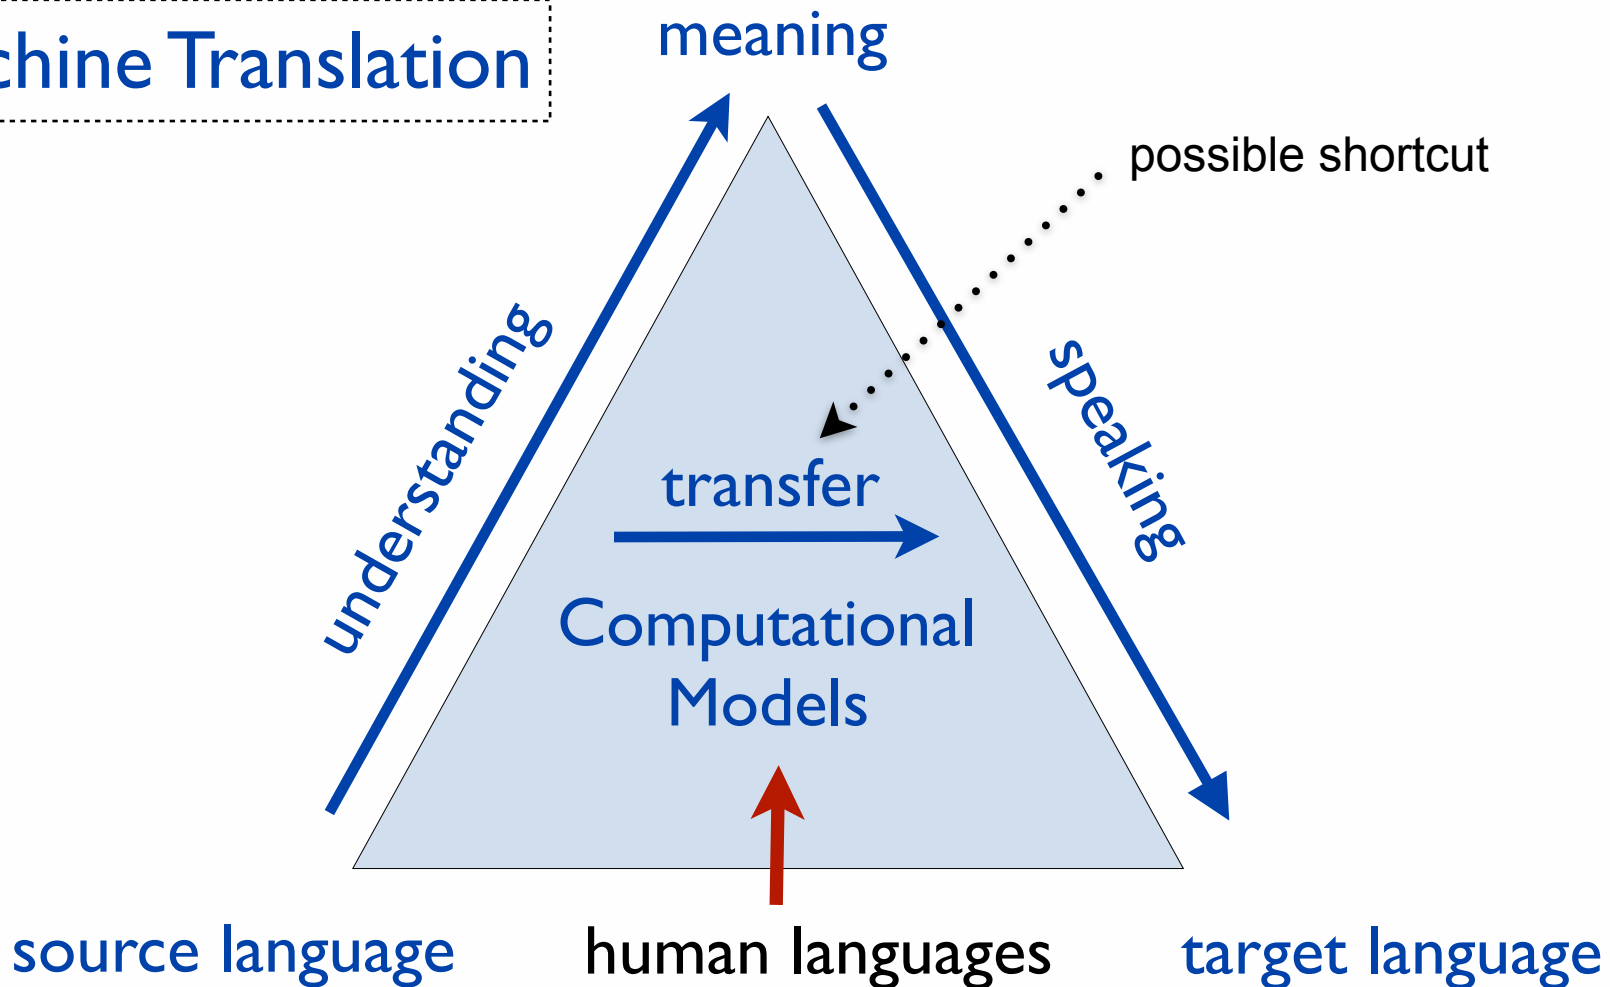 chine Translation
meaning
possible shortcut
understanding
speaking
transfer
Computational
Models
source language
human languages
target language